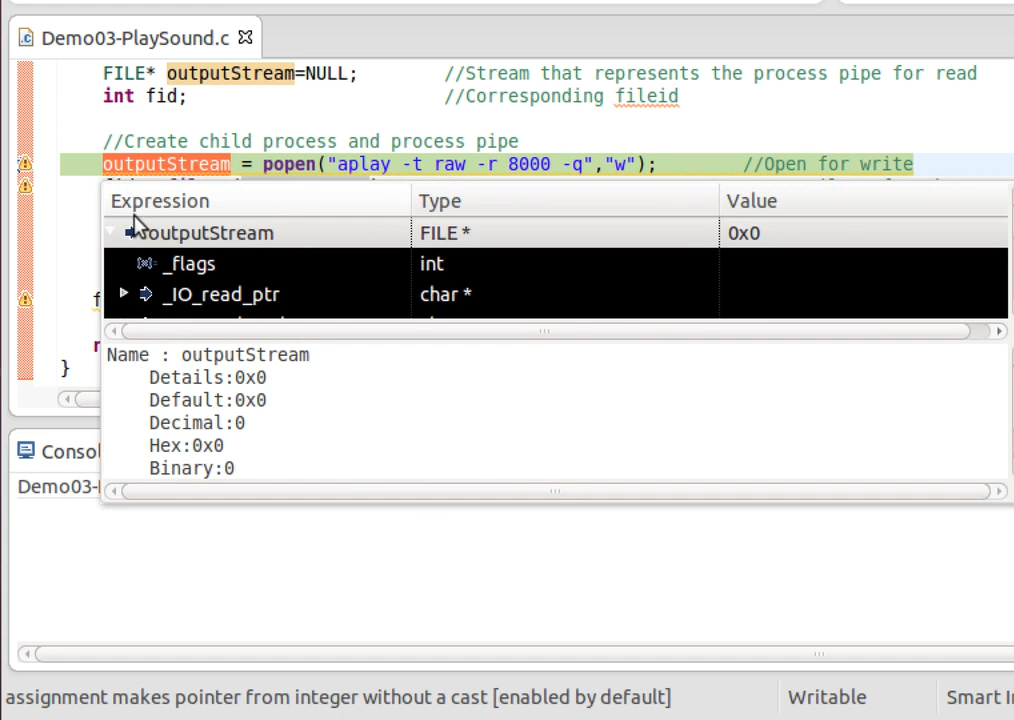 Demo03-PlaySound.c
FILE* outputStream=NULL; //Stream that represents the process pipe for read
int fid; //Corresponding fileid
//Create child process and process pipe
outputStream = popen("aplay -t raw -r 8000 -q","w"); //Open for write
Expression Type Value
outputStream FILE * 0x0
_flags int
_IO_read_ptr char *
f
r
}
Name : outputStream
Details:0x0
Default:0x0
Decimal:0
Hex:0x0
Binary:0
Consol
Demo03-
assignment makes pointer from integer without a cast [enabled by default] Writable Smart In